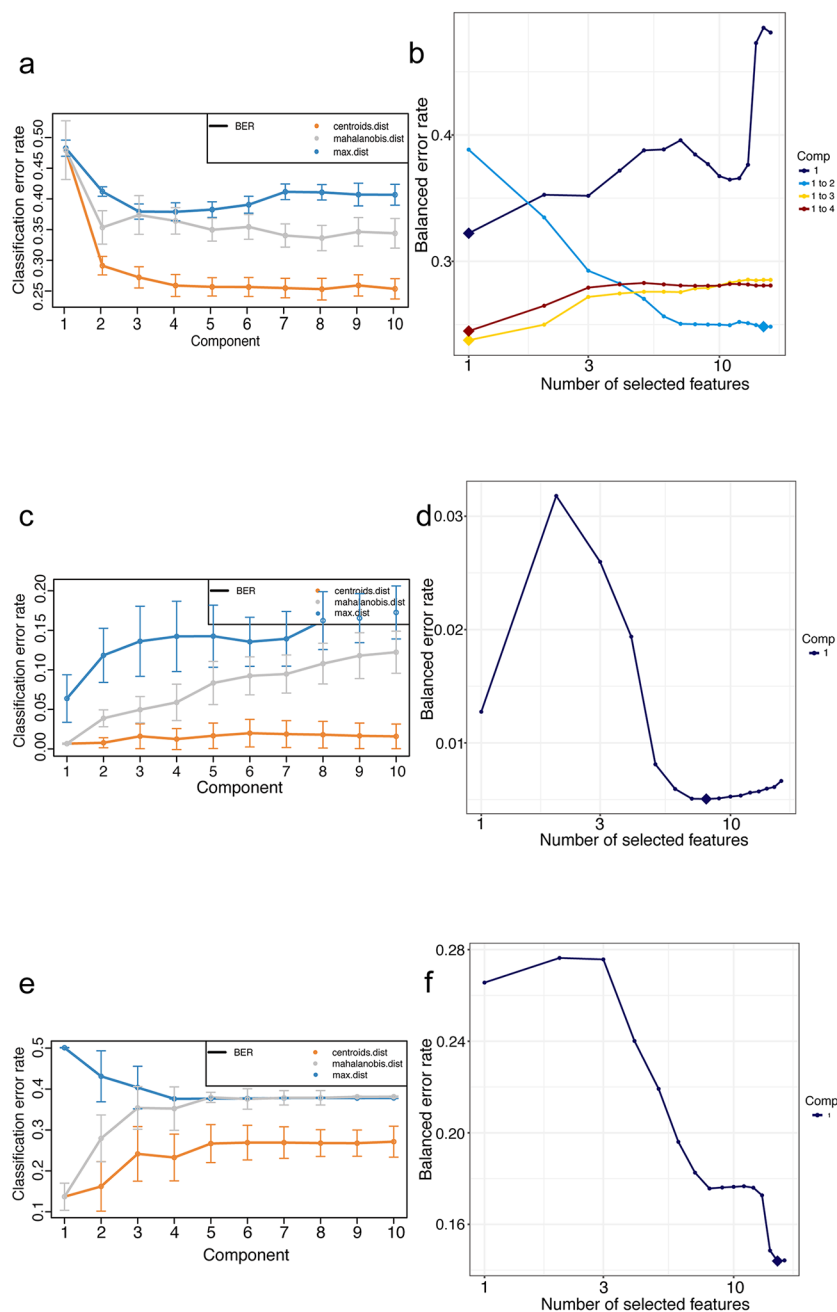 a
Classification error rate
0.50
0.45
0.40
0.35
0.30
0.25
BER
centroids.dist
mahalanobis.dist
max.dist
1 2 3 4 5 6 7 8 9 10
Component
b
Balanced error rate
0.4
0.3
1 3 10
Number of selected features
Comp
1
1 to 2
1 to 3
1 to 4
c
Classification error rate
0.20
0.15
0.10
0.05
0.00
BER
centroids.dist
mahalanobis.dist
max.dist
1 2 3 4 5 6 7 8 9 10
Component
d
Balanced error rate
0.03
0.02
0.01
1 3 10
Number of selected features
Comp
1
e
Classification error rate
0.5
0.4
0.3
0.2
0.1
BER
centroids.dist
mahalanobis.dist
max.dist
1 2 3 4 5 6 7 8 9 10
Component
f
Balanced error rate
0.28
0.24
0.20
0.16
1 3 10
Number of selected features
Comp
1